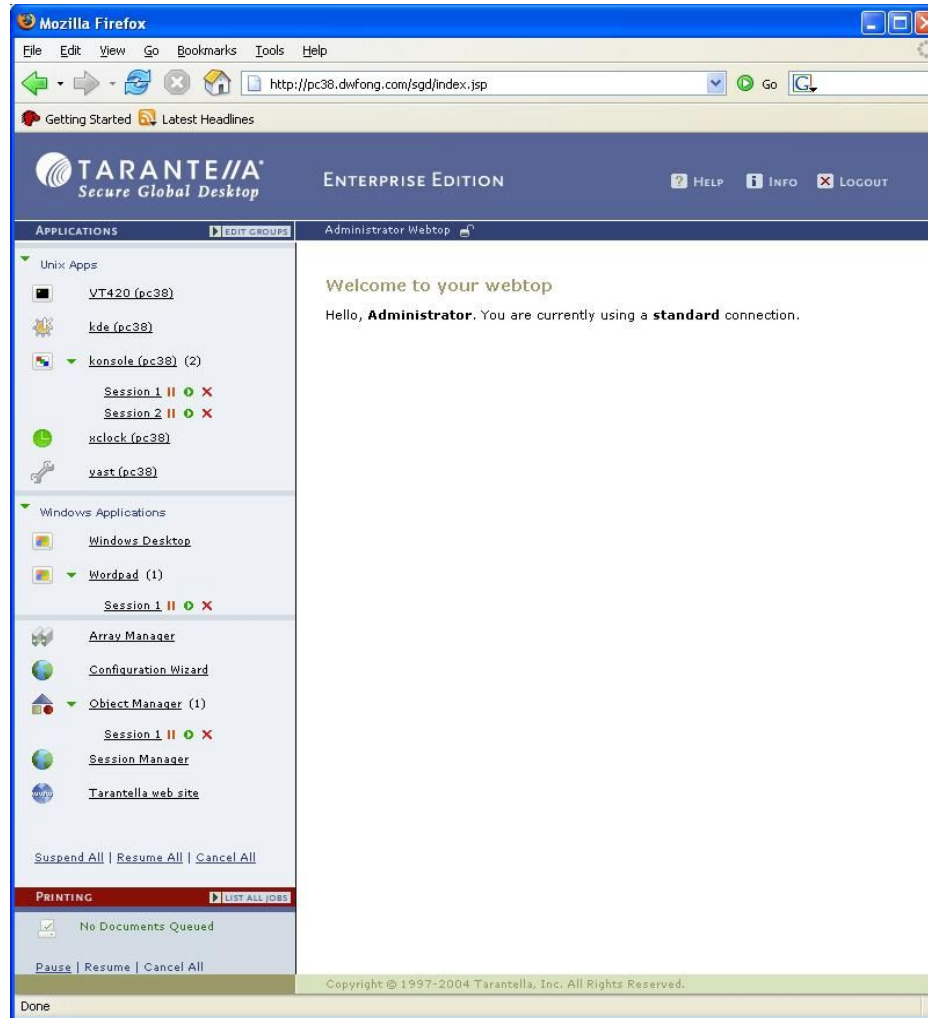 Mozilla Firefox
File Edit View Go Bookmarks Tools Help
http://pc38.dwfong.com/sgd/index.jsp Go G
Getting Started Latest Headlines
TARANTE//A
Secure Global Desktop
ENTERPRISE EDITION
? HELP i INFO X LOGOUT
APPLICATIONS EDIT GROUPS
Administrator Webtop
Unix Apps
VT420 (pc38)
kde (pc38)
konsole (pc38) (2)
Session 1
Session 2
xclock (pc38)
yast (pc38)
Windows Applications
Windows Desktop
Wordpad (1)
Session 1
Array Manager
Configuration Wizard
Object Manager (1)
Session 1
Session Manager
www Tarantella web site
Suspend All | Resume All | Cancel All
PRINTING LIST ALL JOBS
No Documents Queued
Pause | Resume | Cancel All
Welcome to your webtop
Hello, Administrator. You are currently using a standard connection.
Copyright © 1997-2004 Tarantella, Inc. All Rights Reserved.
Done